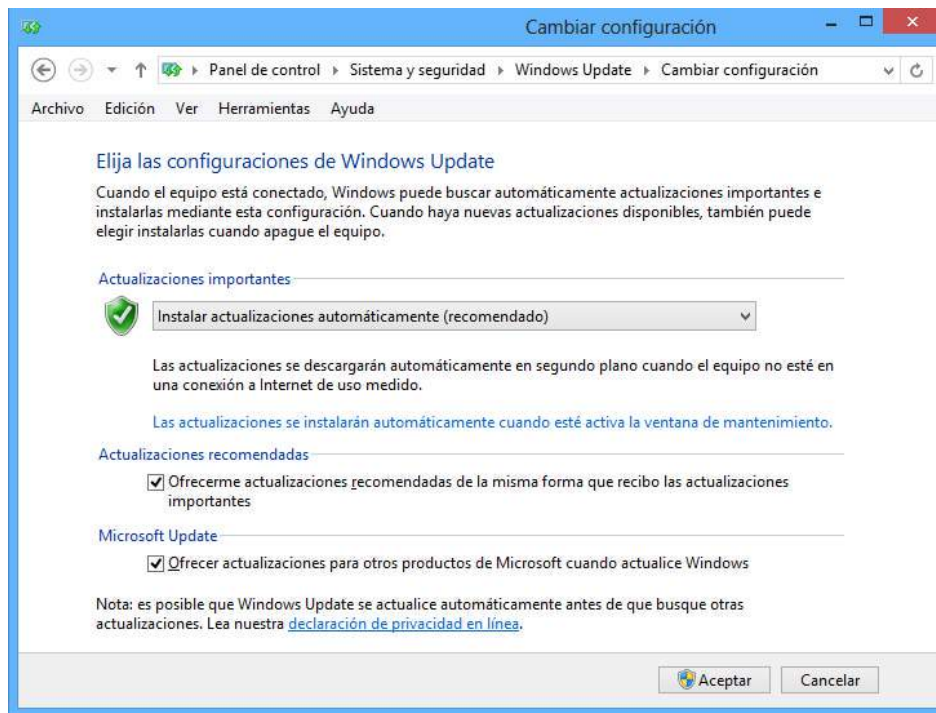 Cambiar configuración
Panel de control Sistema y seguridad Windows Update Cambiar configuración
Archivo Edición Ver Herramientas Ayuda
Elija las configuraciones de Windows Update
Cuando el equipo está conectado, Windows puede buscar automáticamente actualizaciones importantes e
instalarlas mediante esta configuración. Cuando haya nuevas actualizaciones disponibles, también puede
elegir instalarlas cuando apague el equipo.
Actualizaciones importantes
Instalar actualizaciones automáticamente (recomendado)
Las actualizaciones se descargarán automáticamente en segundo plano cuando el equipo no esté en
una conexión a Internet de uso medido.
Las actualizaciones se instalarán automáticamente cuando esté activa la ventana de mantenimiento.
Actualizaciones recomendadas
Ofrecerme actualizaciones recomendadas de la misma forma que recibo las actualizaciones
importantes
Microsoft Update
Ofrecer actualizaciones para otros productos de Microsoft cuando actualice Windows
Nota: es posible que Windows Update se actualice automáticamente antes de que busque otras
actualizaciones. Lea nuestra declaración de privacidad en línea.
Aceptar Cancelar